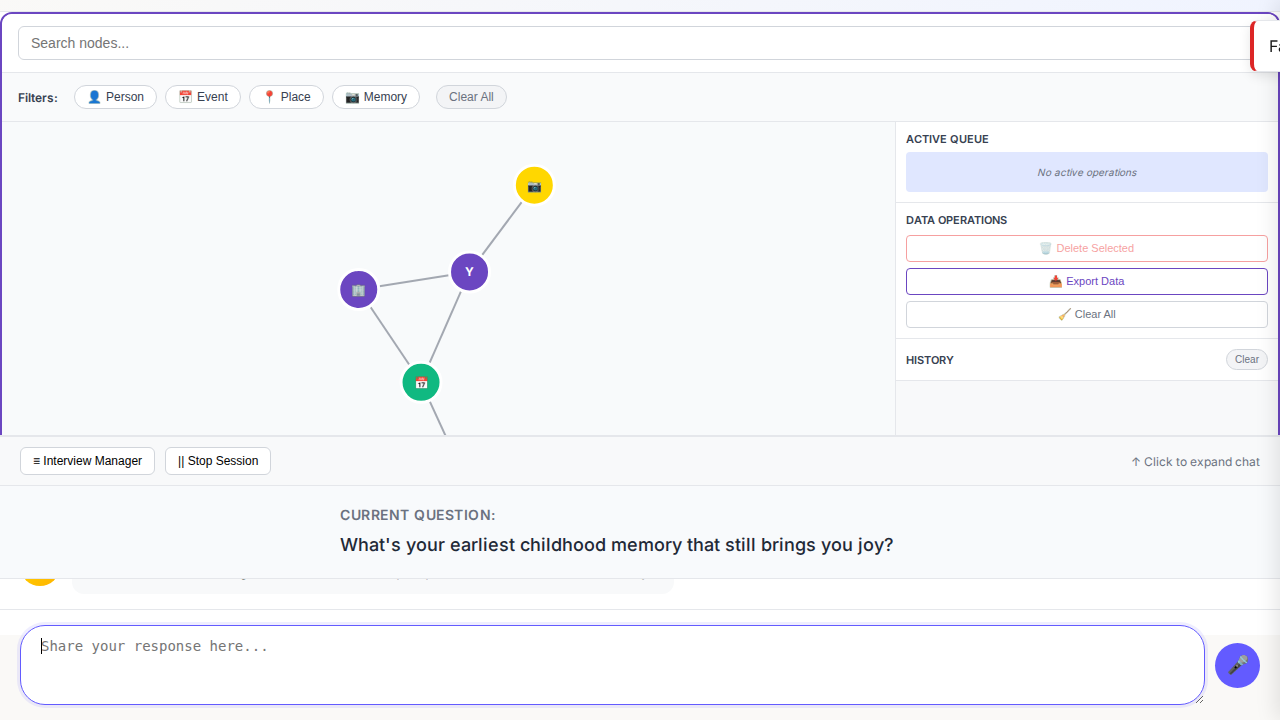 Search nodes...
Filters: Person Event Place Memory Clear All
ACTIVE QUEUE
No active operations
DATA OPERATIONS
Delete Selected
Export Data
Clear All
HISTORY Clear
Y
≡ Interview Manager || Stop Session ↑ Click to expand chat
CURRENT QUESTION:
What's your earliest childhood memory that still brings you joy?
Share your response here...